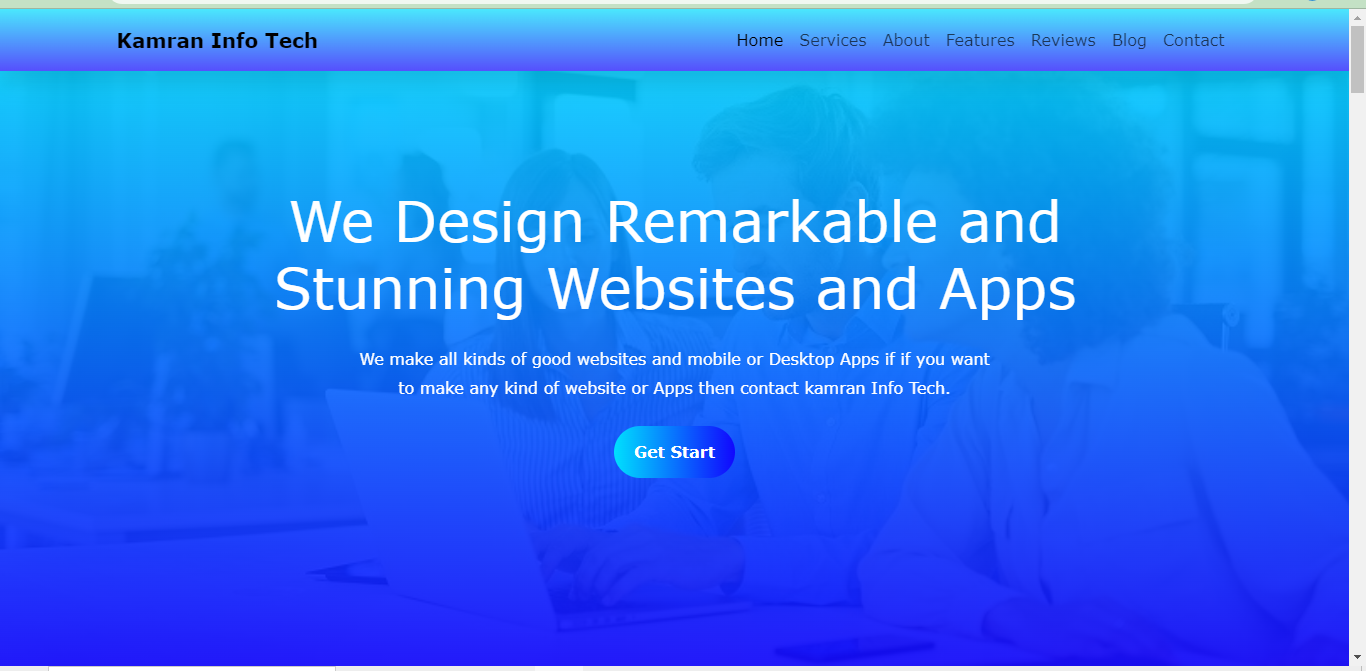 Kamran Info Tech
Home Services About Features Reviews Blog Contact
We Design Remarkable and
Stunning Websites and Apps
We make all kinds of good websites and mobile or Desktop Apps if if you want
to make any kind of website or Apps then contact kamran Info Tech.
Get Start